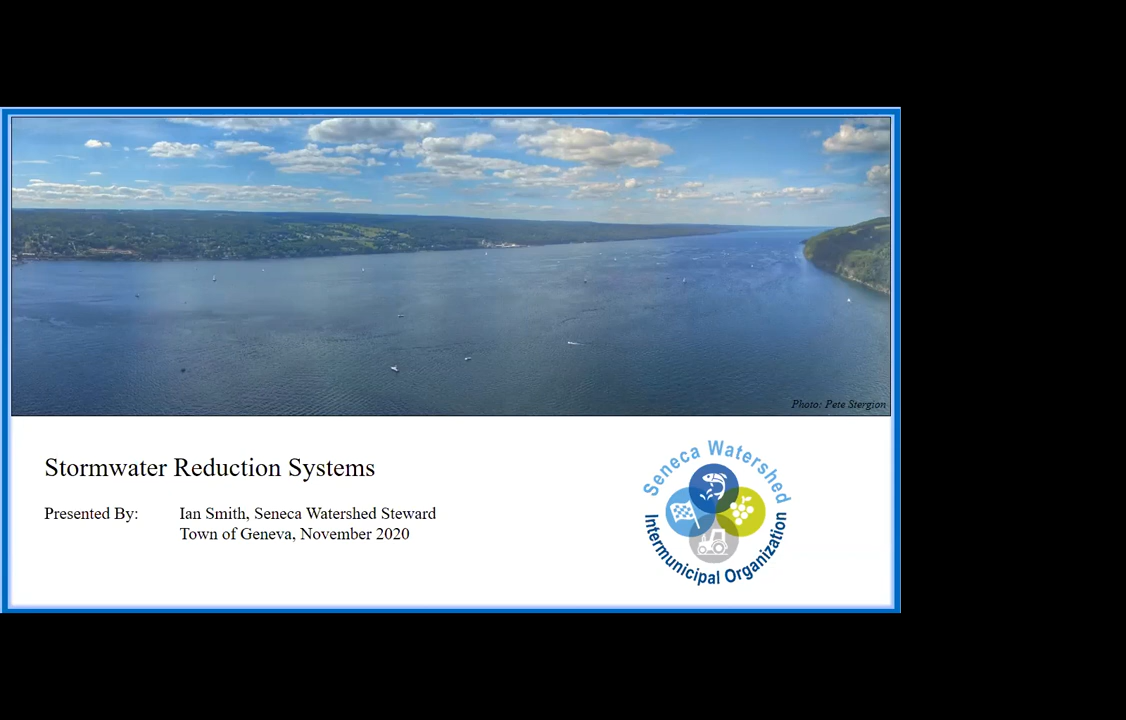 Photo: Pete Stergion
Stormwater Reduction Systems
Presented By: Ian Smith, Seneca Watershed Steward
Town of Geneva, November 2020
Seneca Watershed
Intermunicipal Organization